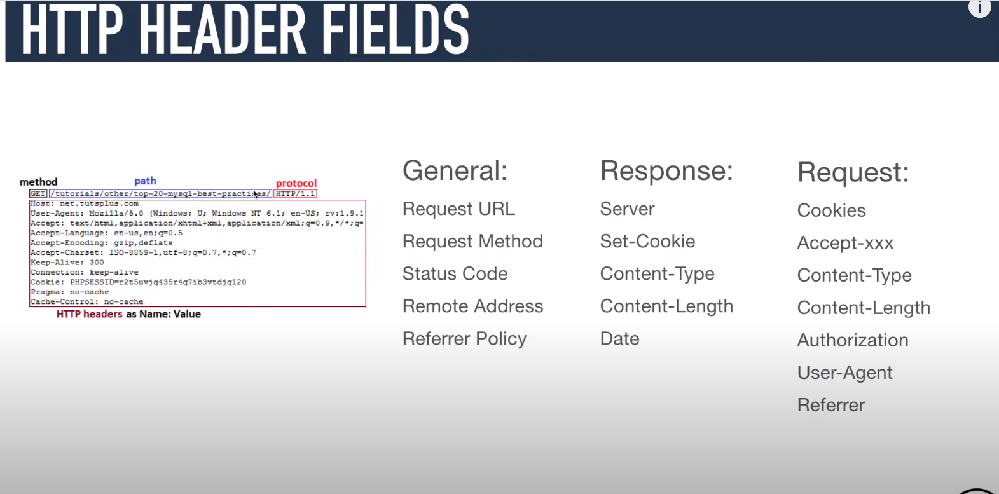 HTTP HEADER FIELDS
i
method path protocol
GET /tutorials/other/top-20-mysql-best-practices/ HTTP/1.1
Host: net.tutsplus.com
User-Agent: Mozilla/5.0 (Windows; U; Windows NT 6.1; en-US; rv:1.9.1
Accept: text/html,application/xhtml+xml,application/xml;q=0.9,*/*;q=
Accept-Language: en-us,en;q=0.5
Accept-Encoding: gzip,deflate
Accept-Charset: ISO-8859-1,utf-8;q=0.7,*;q=0.7
Keep-Alive: 300
Connection: keep-alive
Cookie: PHPSESSID=r2t5uvjq435r4q7ib3vtdjq120
Pragma: no-cache
Cache-Control: no-cache
HTTP headers as Name: Value
General:
Request URL
Request Method
Status Code
Remote Address
Referrer Policy
Response:
Server
Set-Cookie
Content-Type
Content-Length
Date
Request:
Cookies
Accept-xxx
Content-Type
Content-Length
Authorization
User-Agent
Referrer